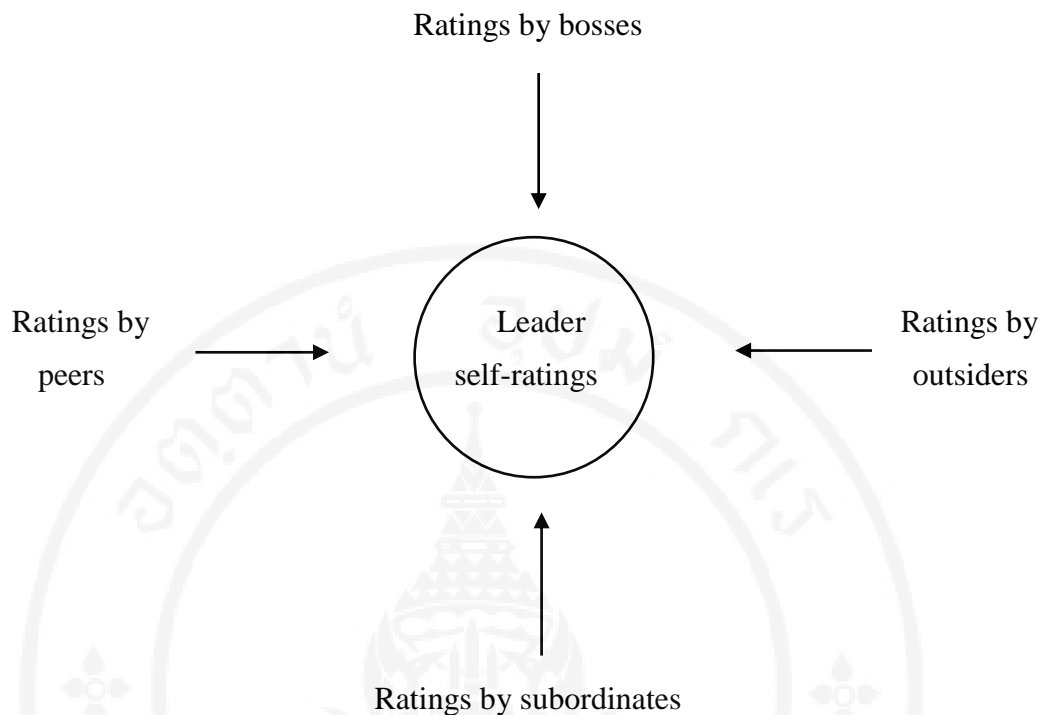 Ratings by bosses
Ratings by
peers
Leader
self-ratings
Ratings by
outsiders
Ratings by subordinates